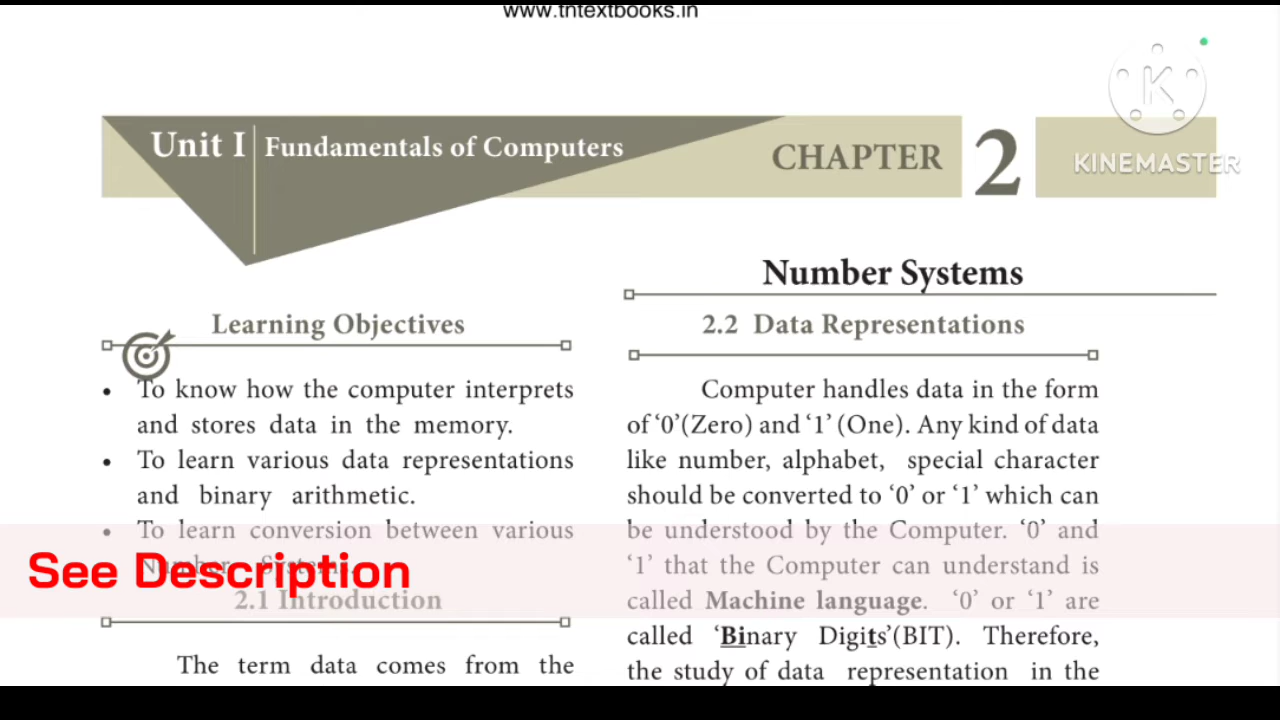 www.tntextbooks.in
KINEMASTER
Unit I
Fundamentals of Computers
CHAPTER 2
Number Systems
Learning Objectives
• To know how the computer interprets
and stores data in the memory.
• To learn various data representations
and binary arithmetic.
• To learn conversion between various
Number Systems.
See Description
2.1 Introduction
The term data comes from the
2.2 Data Representations
Computer handles data in the form
of ‘0’(Zero) and ‘1’ (One). Any kind of data
like number, alphabet, special character
should be converted to ‘0’ or ‘1’ which can
be understood by the Computer. ‘0’ and
‘1’ that the Computer can understand is
called Machine language. ‘0’ or ‘1’ are
called ‘Binary Digits’(BIT). Therefore,
the study of data representation in the